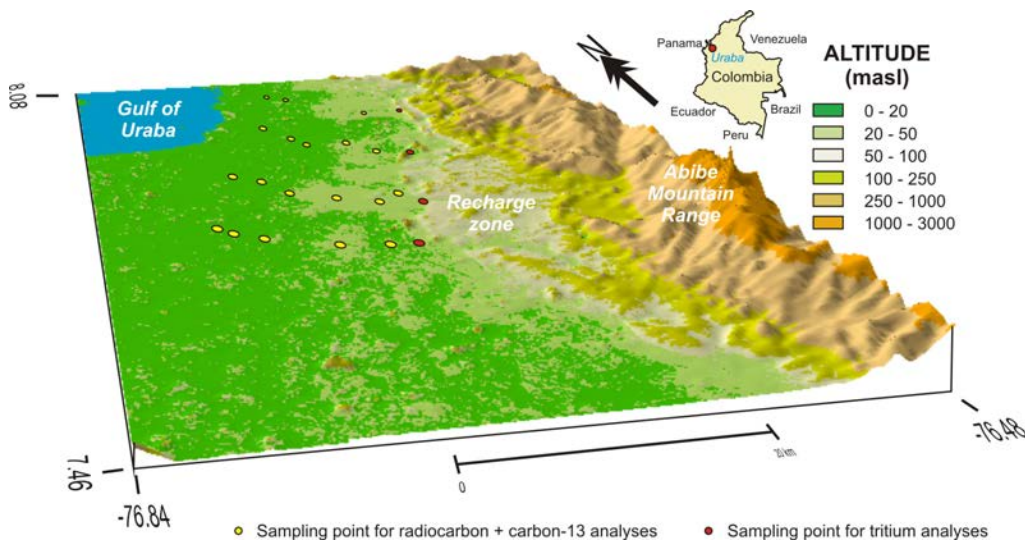 Panama
Venezuela
Uraba
Colombia
Ecuador
Brazil
Peru
N
ALTITUDE
(masl)
0 - 20
20 - 50
50 - 100
100 - 250
250 - 1000
1000 - 3000
8.08
Gulf of
Uraba
Abibe
Mountain
Range
Recharge
zone
7.46
-76.84
-76.48
0
20 km
Sampling point for radiocarbon + carbon-13 analyses
Sampling point for tritium analyses